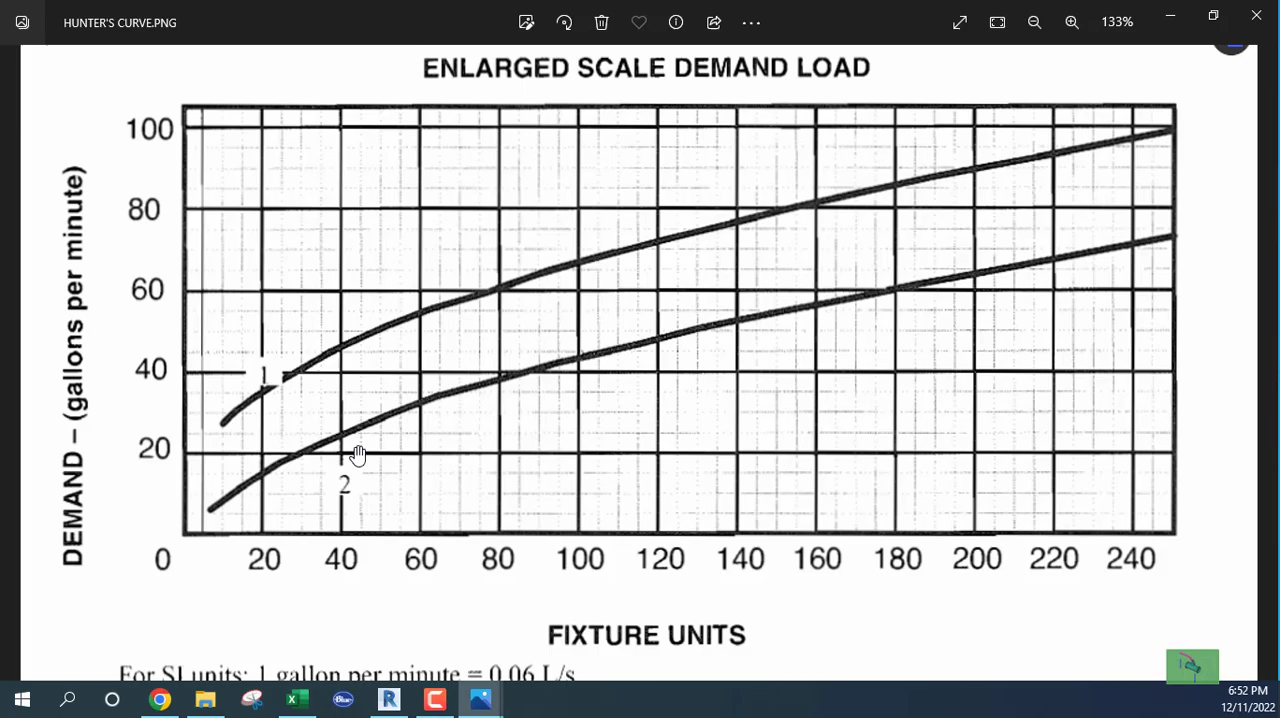 HUNTER'S CURVE.PNG
133%
ENLARGED SCALE DEMAND LOAD
DEMAND – (gallons per minute)
100
80
60
40
20
0
1
2
20 40 60 80 100 120 140 160 180 200 220 240
FIXTURE UNITS
For SI units: 1 gallon per minute = 0.06 L/s
Blue
R
C
6:52 PM
12/11/2022